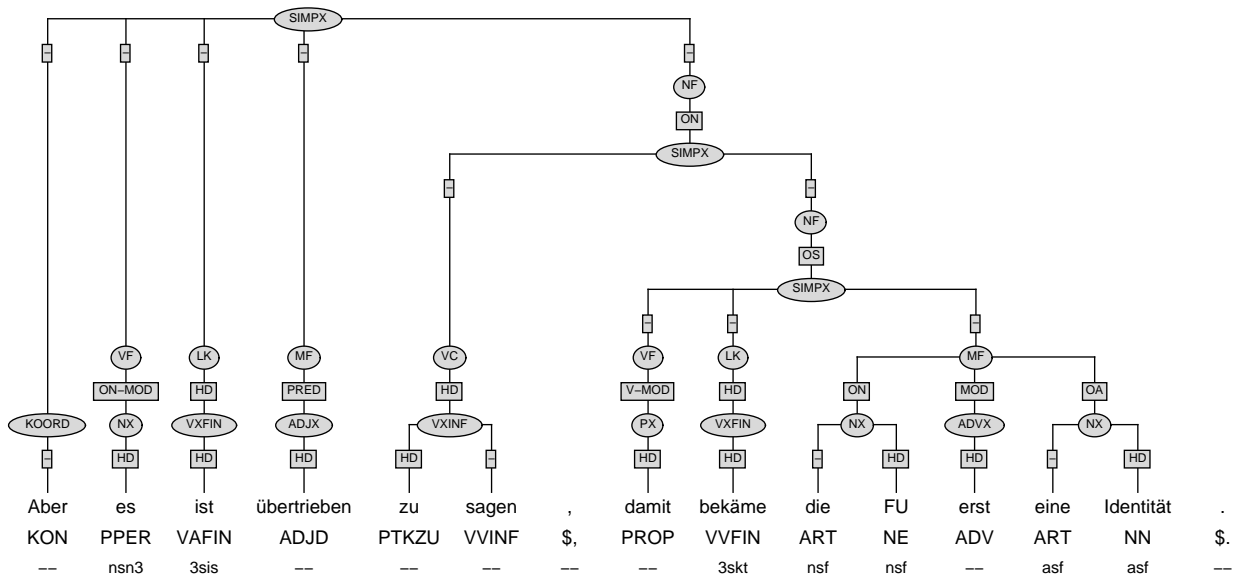 SIMPX
– – – – –
NF
ON
SIMPX
– –
NF
OS
SIMPX
– – –
VF LK MF VC VF LK MF
ON–MOD HD PRED HD V–MOD HD ON MOD OA
KOORD NX VXFIN ADJX VXINF PX VXFIN NX ADVX NX
– HD HD HD HD – HD HD – HD HD – HD
Aber es ist übertrieben zu sagen , damit bekäme die FU erst eine Identität .
KON PPER VAFIN ADJD PTKZU VVINF $, PROP VVFIN ART NE ADV ART NN $.
–– nsn3 3sis –– –– –– –– –– 3skt nsf nsf –– asf asf ––